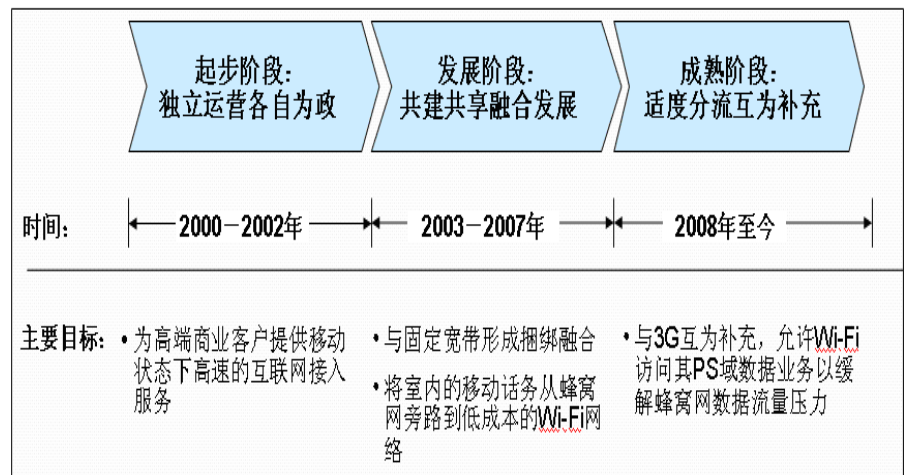 起步阶段：
独立运营各自为政
发展阶段：
共建共享融合发展
成熟阶段：
适度分流互为补充
时间：
2000－2002年
2003－2007年
2008年至今
主要目标：
• 为高端商业客户提供移动
状态下高速的互联网接入
服务
• 与固定宽带形成捆绑融合
• 将室内的移动话务从蜂窝
网旁路到低成本的Wi-Fi网
络
• 与3G互为补充，允许Wi-Fi
访问其PS域数据业务以缓
解蜂窝网数据流量压力